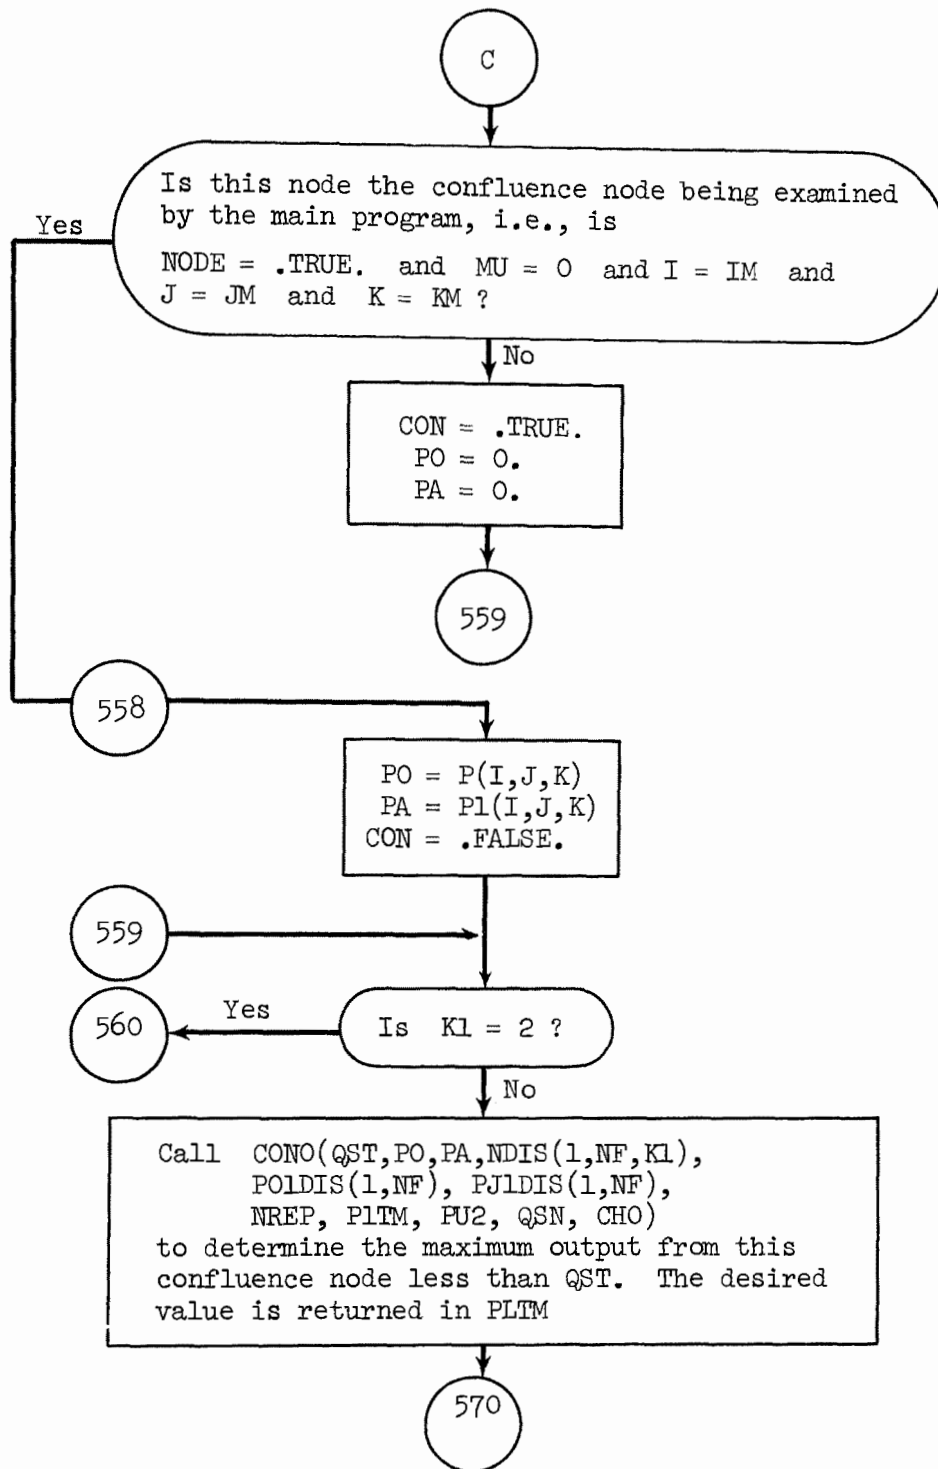 C
Is this node the confluence node being examined
by the main program, i.e., is
NODE = .TRUE. and MU = 0 and I = IM and
J = JM and K = KM ?
Yes
No
CON = .TRUE.
PO = 0.
PA = 0.
559
558
PO = P(I,J,K)
PA = P1(I,J,K)
CON = .FALSE.
559
560
Yes
Is K1 = 2 ?
No
Call CONO(QST,PO,PA,NDIS(1,NF,K1),
PO1DIS(1,NF), PJ1DIS(1,NF),
NREP, P1TM, PU2, QSN, CHO)
to determine the maximum output from this
confluence node less than QST. The desired
value is returned in PLTM
570